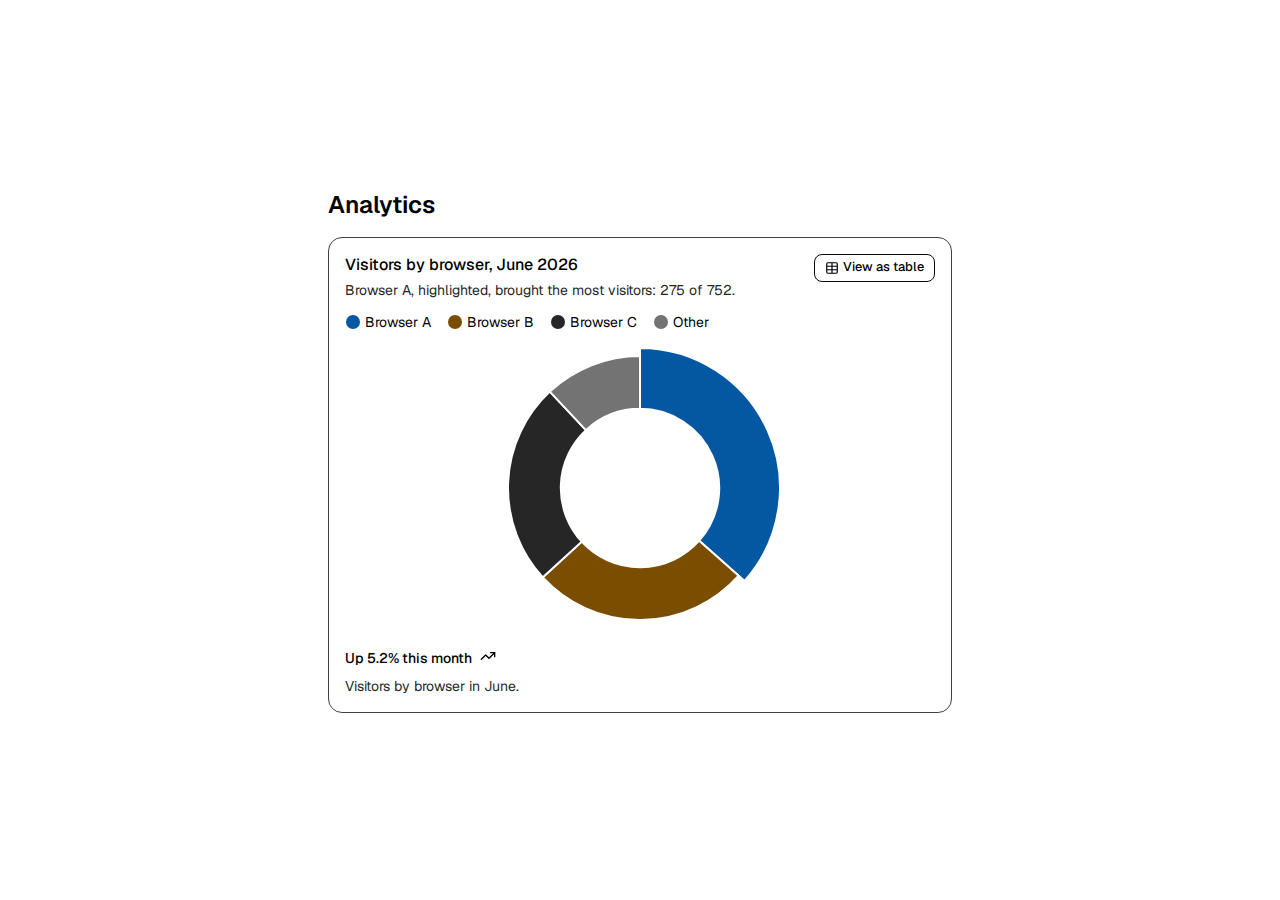 Analytics
Visitors by browser, June 2026
View as table
Browser A, highlighted, brought the most visitors: 275 of 752.
Browser A
Browser B
Browser C
Other
Up 5.2% this month
Visitors by browser in June.